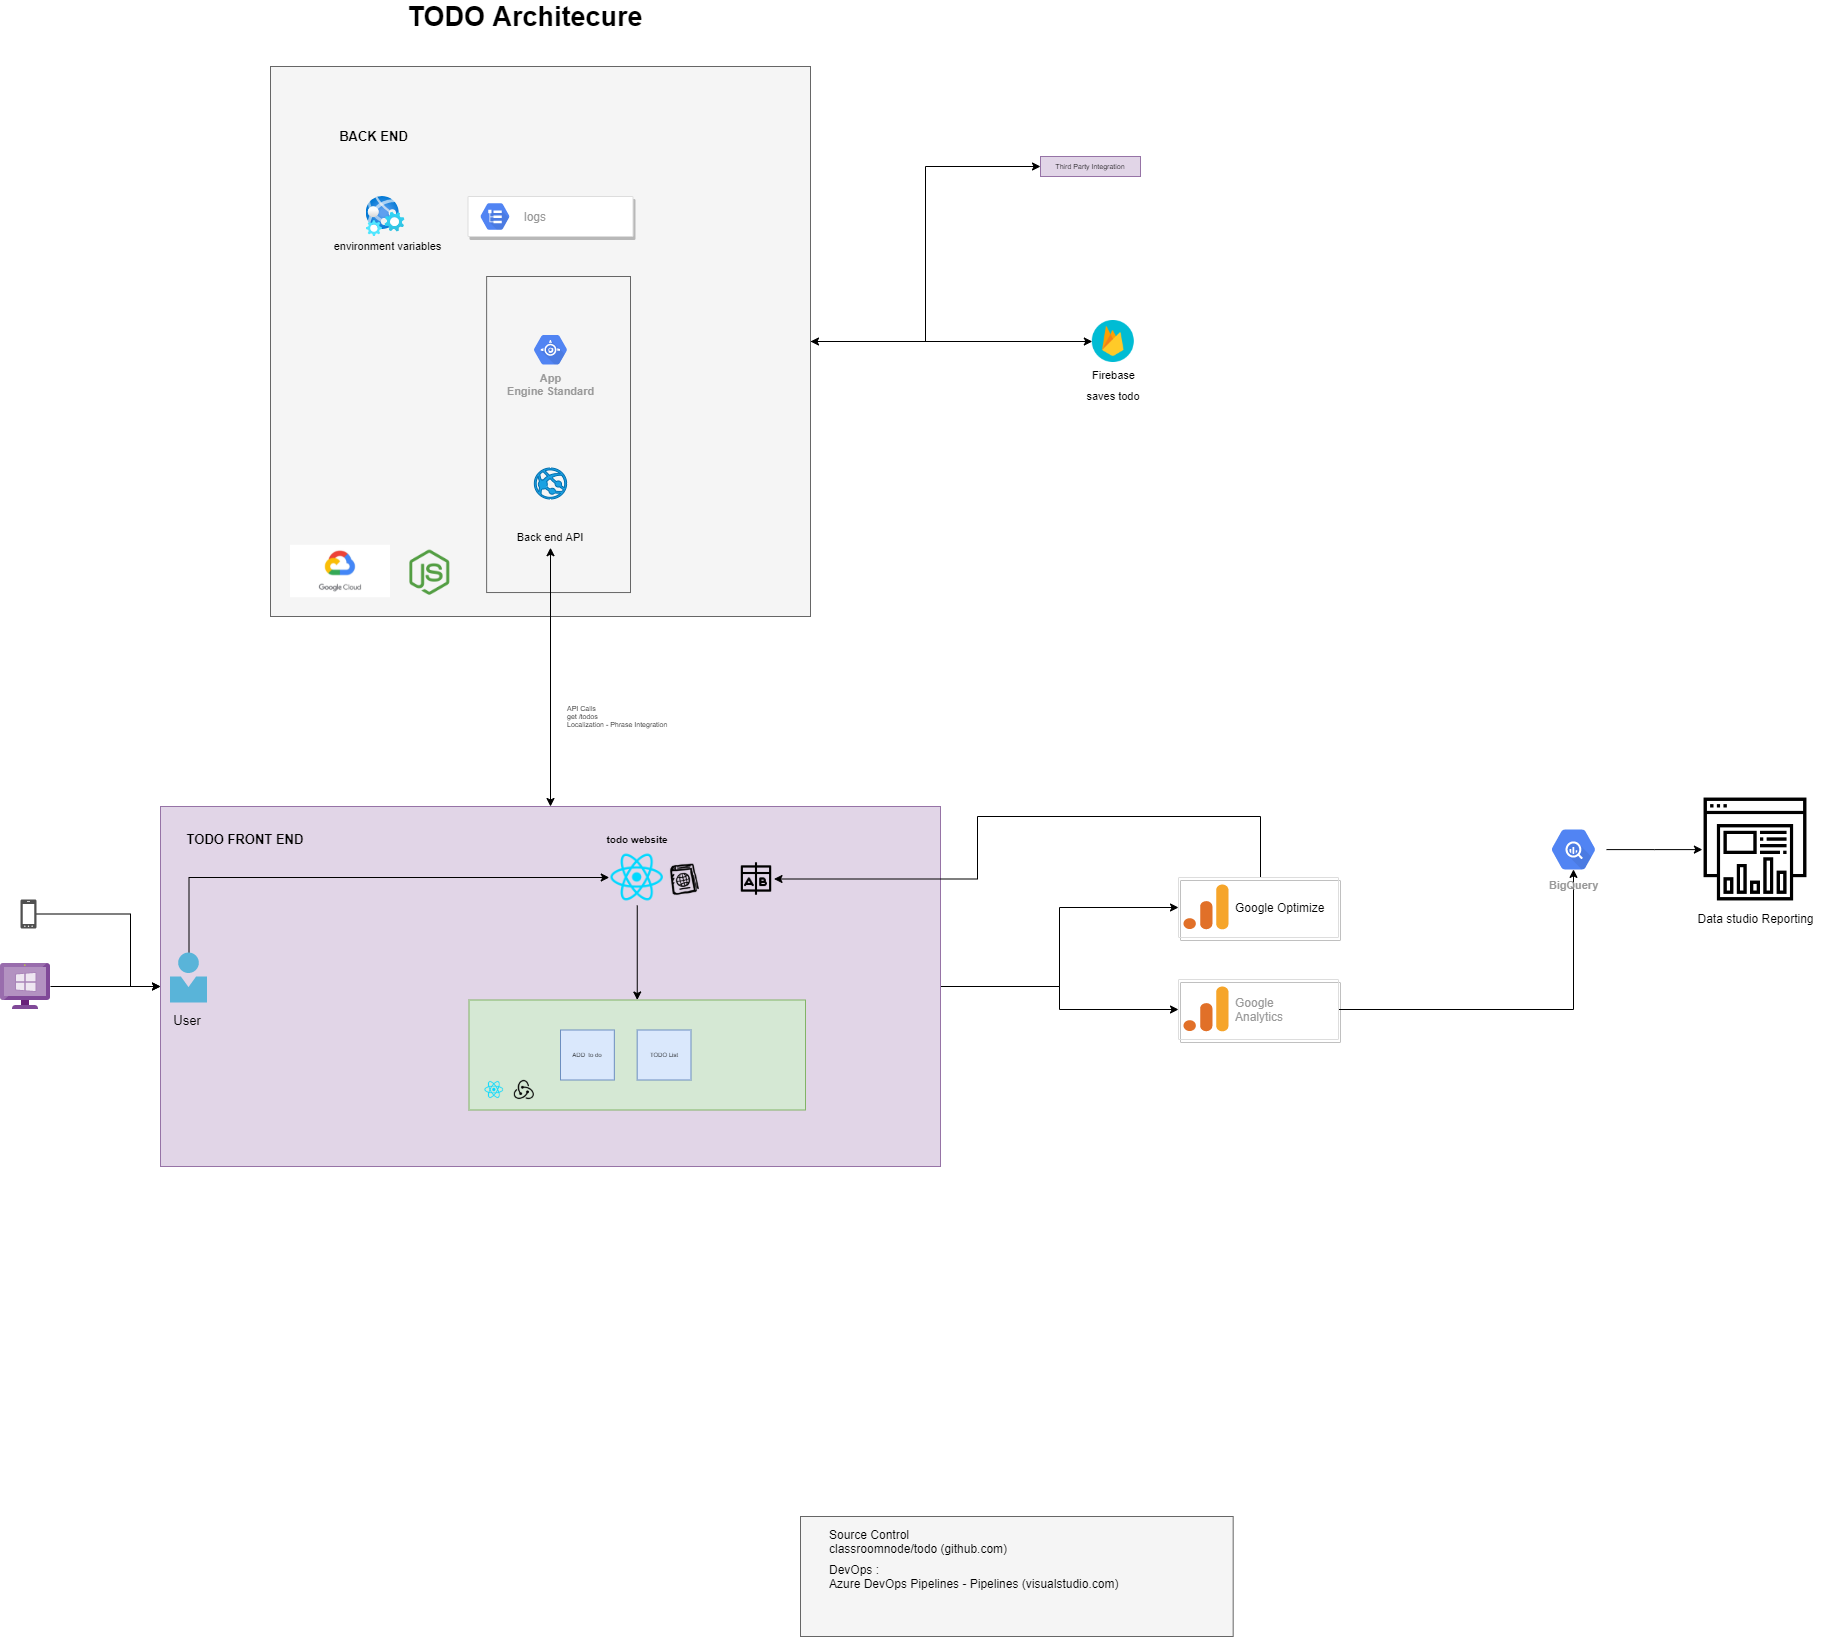 TODO Architecure
BACK END
environment variables
logs
Third Party Integration
App
Engine Standard
Firebase
saves todo
Back end API
Google Cloud
JS
API Calls
get /todos
Localization - Phrase Integration
TODO FRONT END
todo website
A B
User
ADD to do
TODO List
Google Optimize
Google
Analytics
BigQuery
Data studio Reporting
Source Control
classroomnode/todo (github.com)
DevOps :
Azure DevOps Pipelines - Pipelines (visualstudio.com)